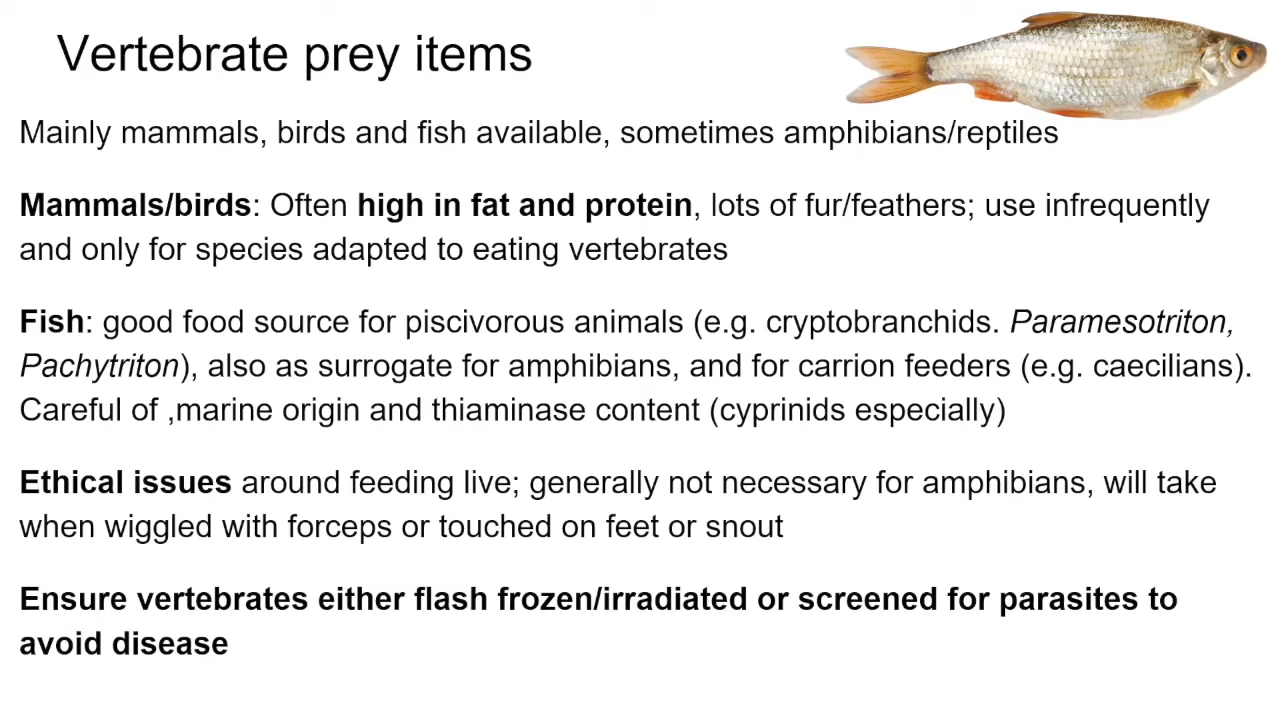 Vertebrate prey items
Mainly mammals, birds and fish available, sometimes amphibians/reptiles
Mammals/birds: Often high in fat and protein, lots of fur/feathers; use infrequently
and only for species adapted to eating vertebrates
Fish: good food source for piscivorous animals (e.g. cryptobranchids. Paramesotriton,
Pachytriton), also as surrogate for amphibians, and for carrion feeders (e.g. caecilians).
Careful of ,marine origin and thiaminase content (cyprinids especially)
Ethical issues around feeding live; generally not necessary for amphibians, will take
when wiggled with forceps or touched on feet or snout
Ensure vertebrates either flash frozen/irradiated or screened for parasites to
avoid disease